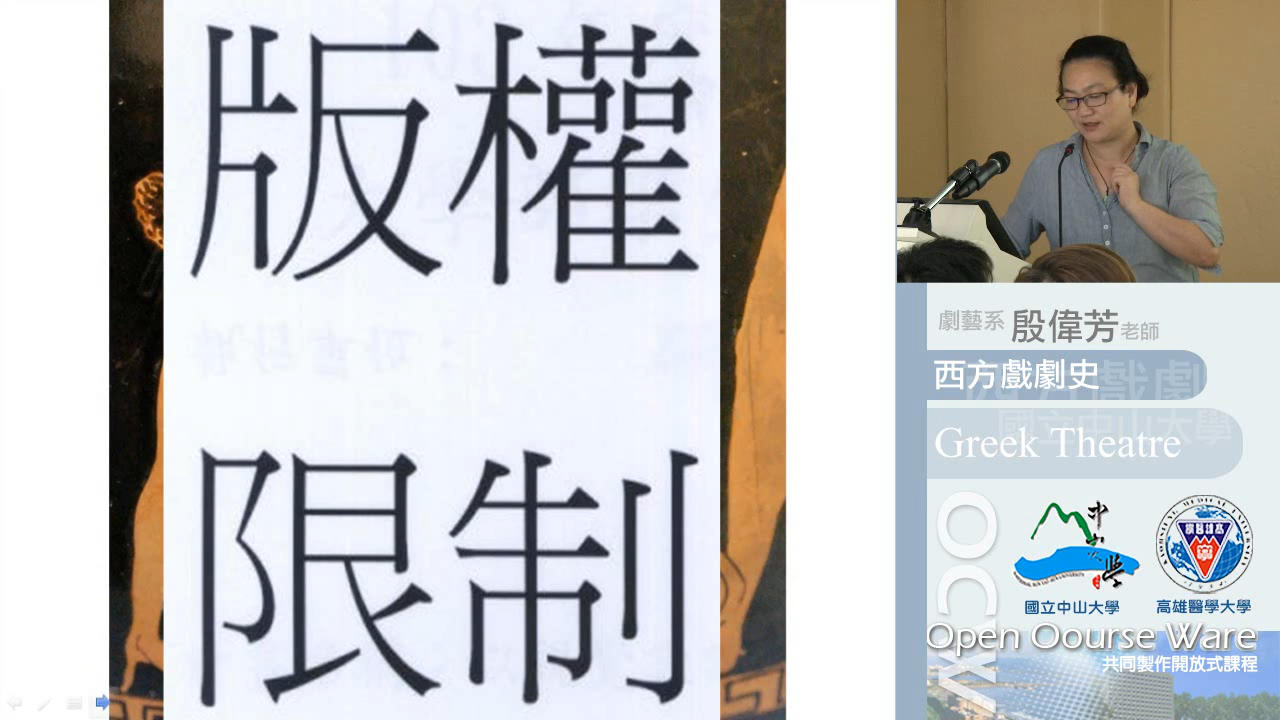 版權
限制
劇藝系 殷偉芳老師
西方戲劇史
Greek Theatre
OCW
國立中山大學
高雄醫學大學
Open Oourse Ware
共同製作開放式課程